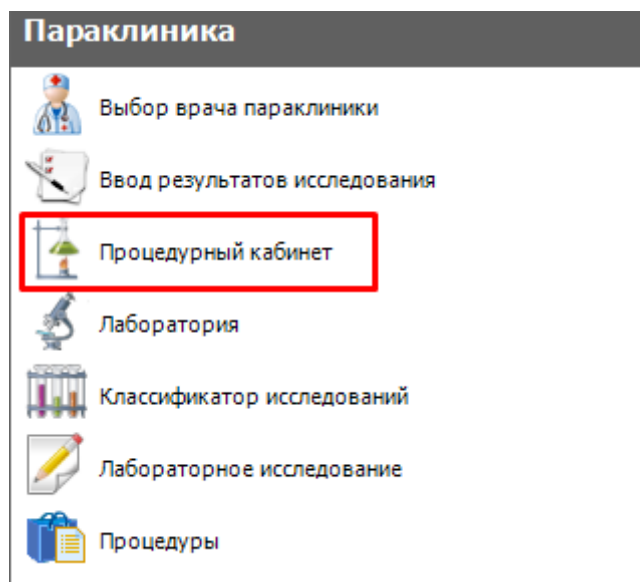 Параклиника
Выбор врача параклиники
Ввод результатов исследования
Процедурный кабинет
Лаборатория
Классификатор исследований
Лабораторное исследование
Процедуры